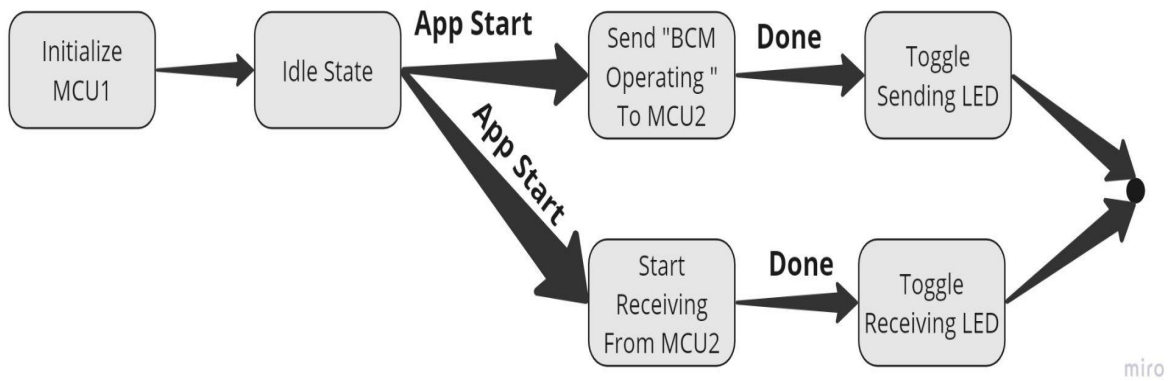 Initialize
MCU1
Idle State
App Start
Send "BCM
Operating "
To MCU2
Done
Toggle
Sending LED
App Start
Start
Receiving
From MCU2
Done
Toggle
Receiving LED
miro